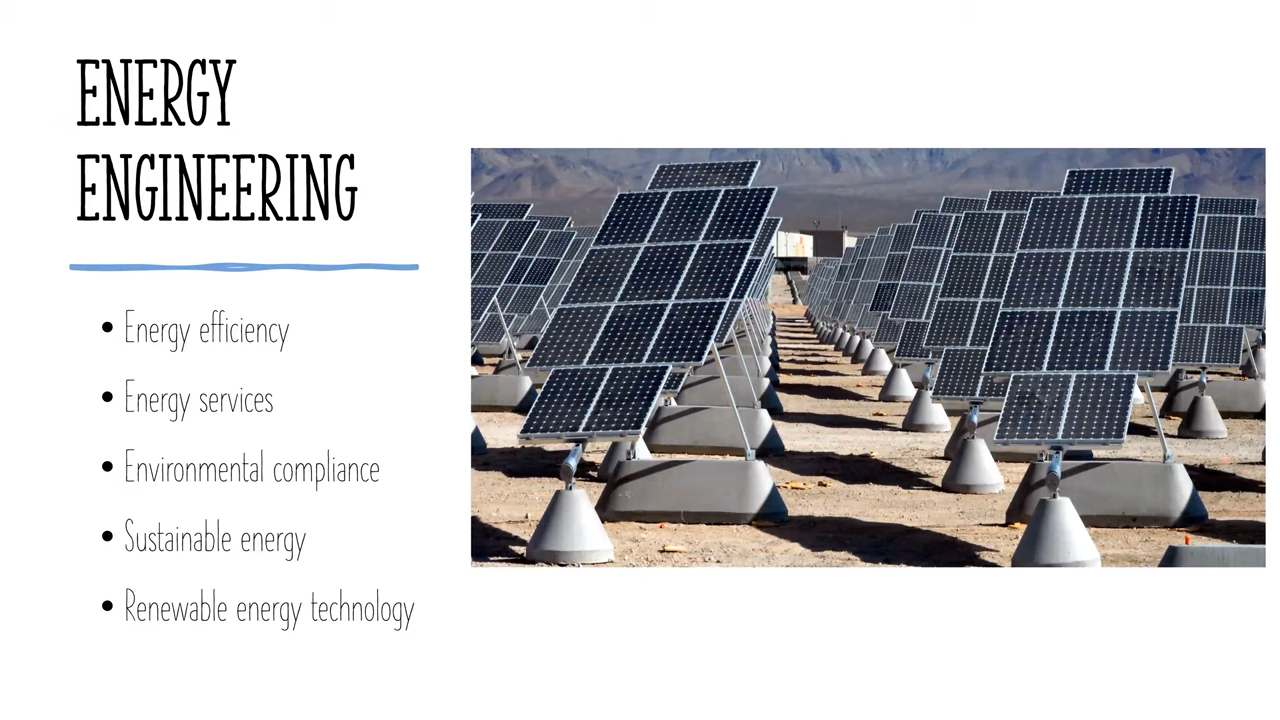 ENERGY
ENGINEERING
• Energy efficiency
• Energy services
• Environmental compliance
• Sustainable energy
• Renewable energy technology